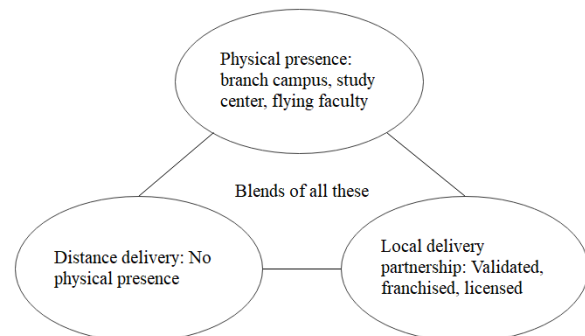 Physical presence:
branch campus, study
center, flying faculty
Blends of all these
Distance delivery: No
physical presence
Local delivery
partnership: Validated,
franchised, licensed